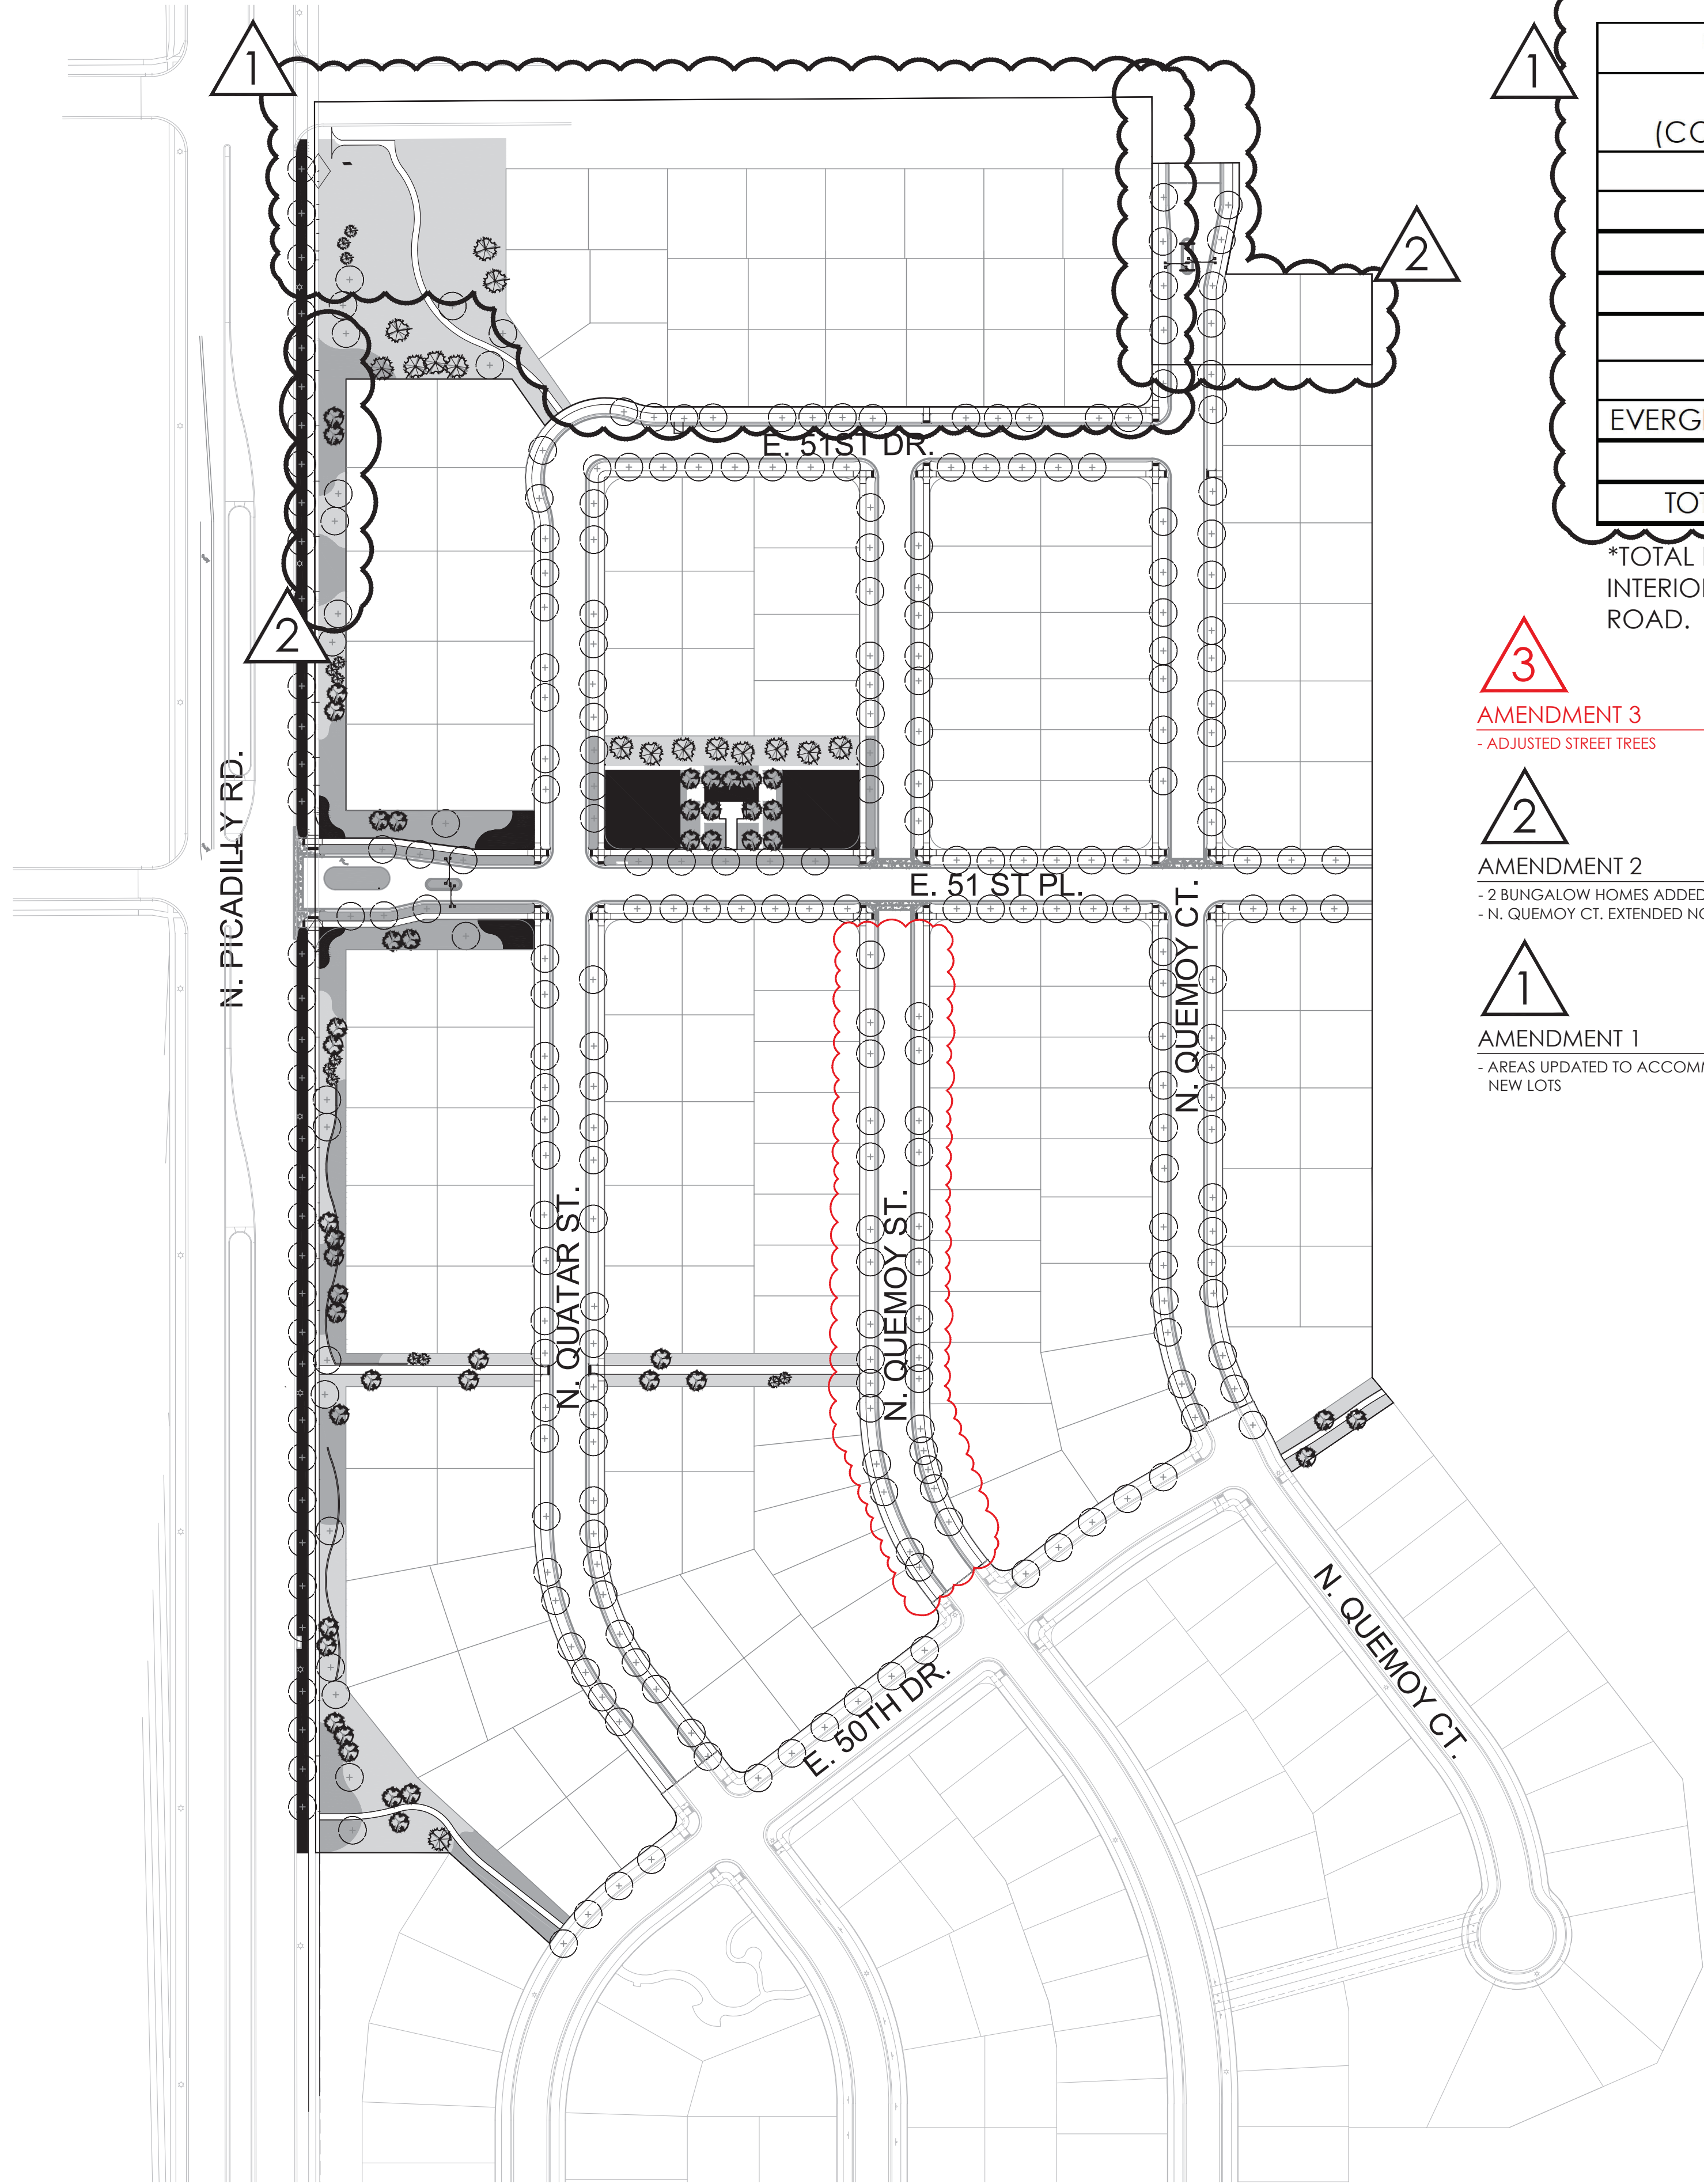 1
1
(CO
2
EVERG
TOT
*TOTAL
INTERIO
ROAD.
E. 51ST DR.
2
3
AMENDMENT 3
- ADJUSTED STREET TREES
N. PICADILLY RD.
2
AMENDMENT 2
- 2 BUNGALOW HOMES ADDED
- N. QUEMOY CT. EXTENDED NO
E. 51 ST PL.
N. QUEMOY CT.
1
AMENDMENT 1
- AREAS UPDATED TO ACCOMM
NEW LOTS
N. QUATAR ST.
N. QUEMOY ST.
N. QUEMOY CT.
E. 50TH DR.